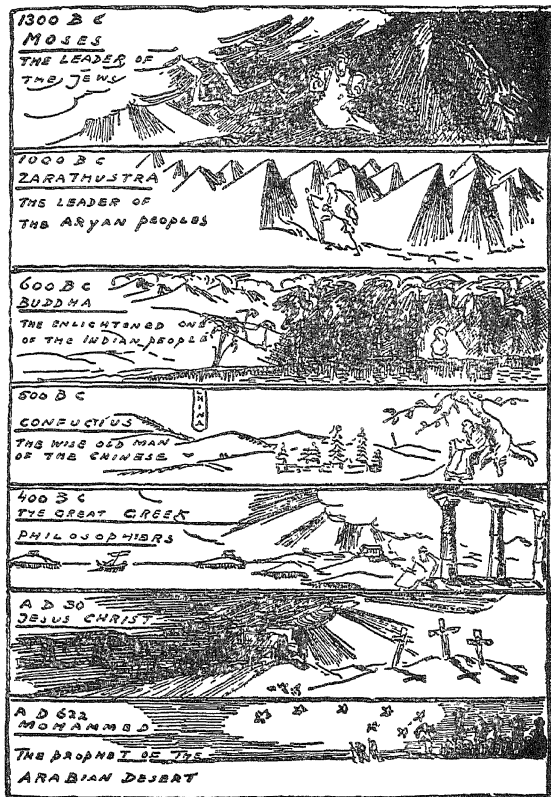 1300 B C
MOSES
THE LEADER OF
THE JEWS
1000 B C
ZARATHUSTRA
THE LEADER OF
THE ARYAN PEOPLES
600 B C
BUDDHA
THE ENLIGHTENED ONE
OF THE INDIAN PEOPLE
500 B C
CHINA
CONFUCTIUS
THE WISE OLD MAN
OF THE CHINESE
400 B C
THE GREAT GREEK
PHILOSOPHERS
A D 30
JESUS CHRIST
A D 622
MOHAMMED
THE PROPHET OF THE
ARABIAN DESERT